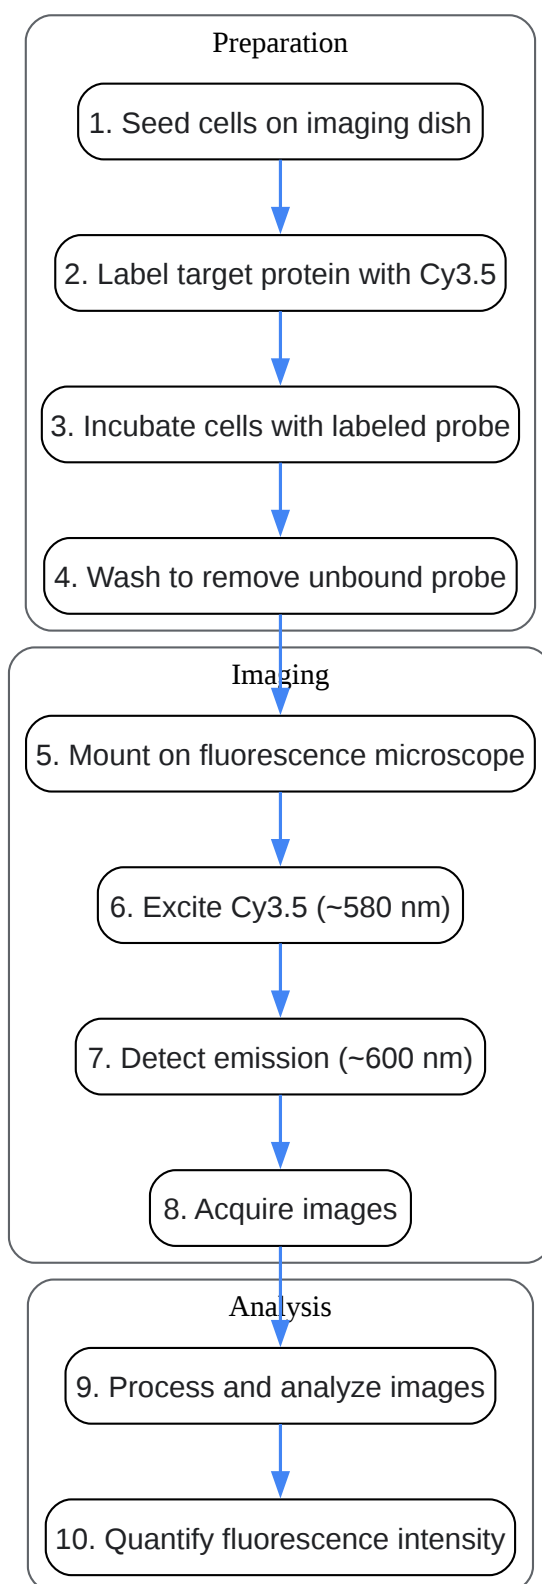 Preparation
1. Seed cells on imaging dish
2. Label target protein with Cy3.5
3. Incubate cells with labeled probe
4. Wash to remove unbound probe
Imaging
5. Mount on fluorescence microscope
6. Excite Cy3.5 (~580 nm)
7. Detect emission (~600 nm)
8. Acquire images
Analysis
9. Process and analyze images
10. Quantify fluorescence intensity